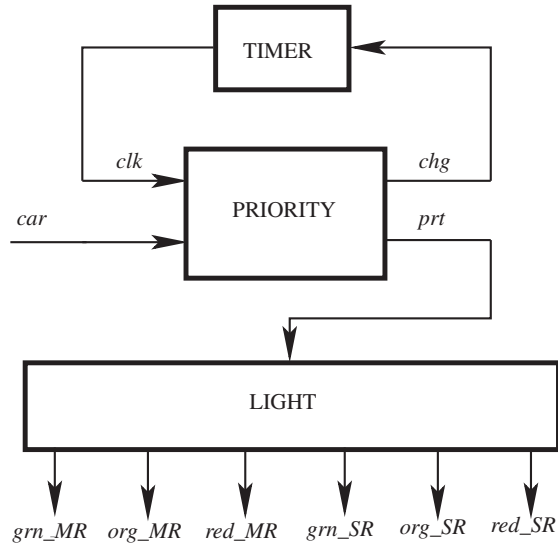 TIMER
clk
chg
PRIORITY
car
prt
LIGHT
grn_MR org_MR red_MR grn_SR org_SR red_SR